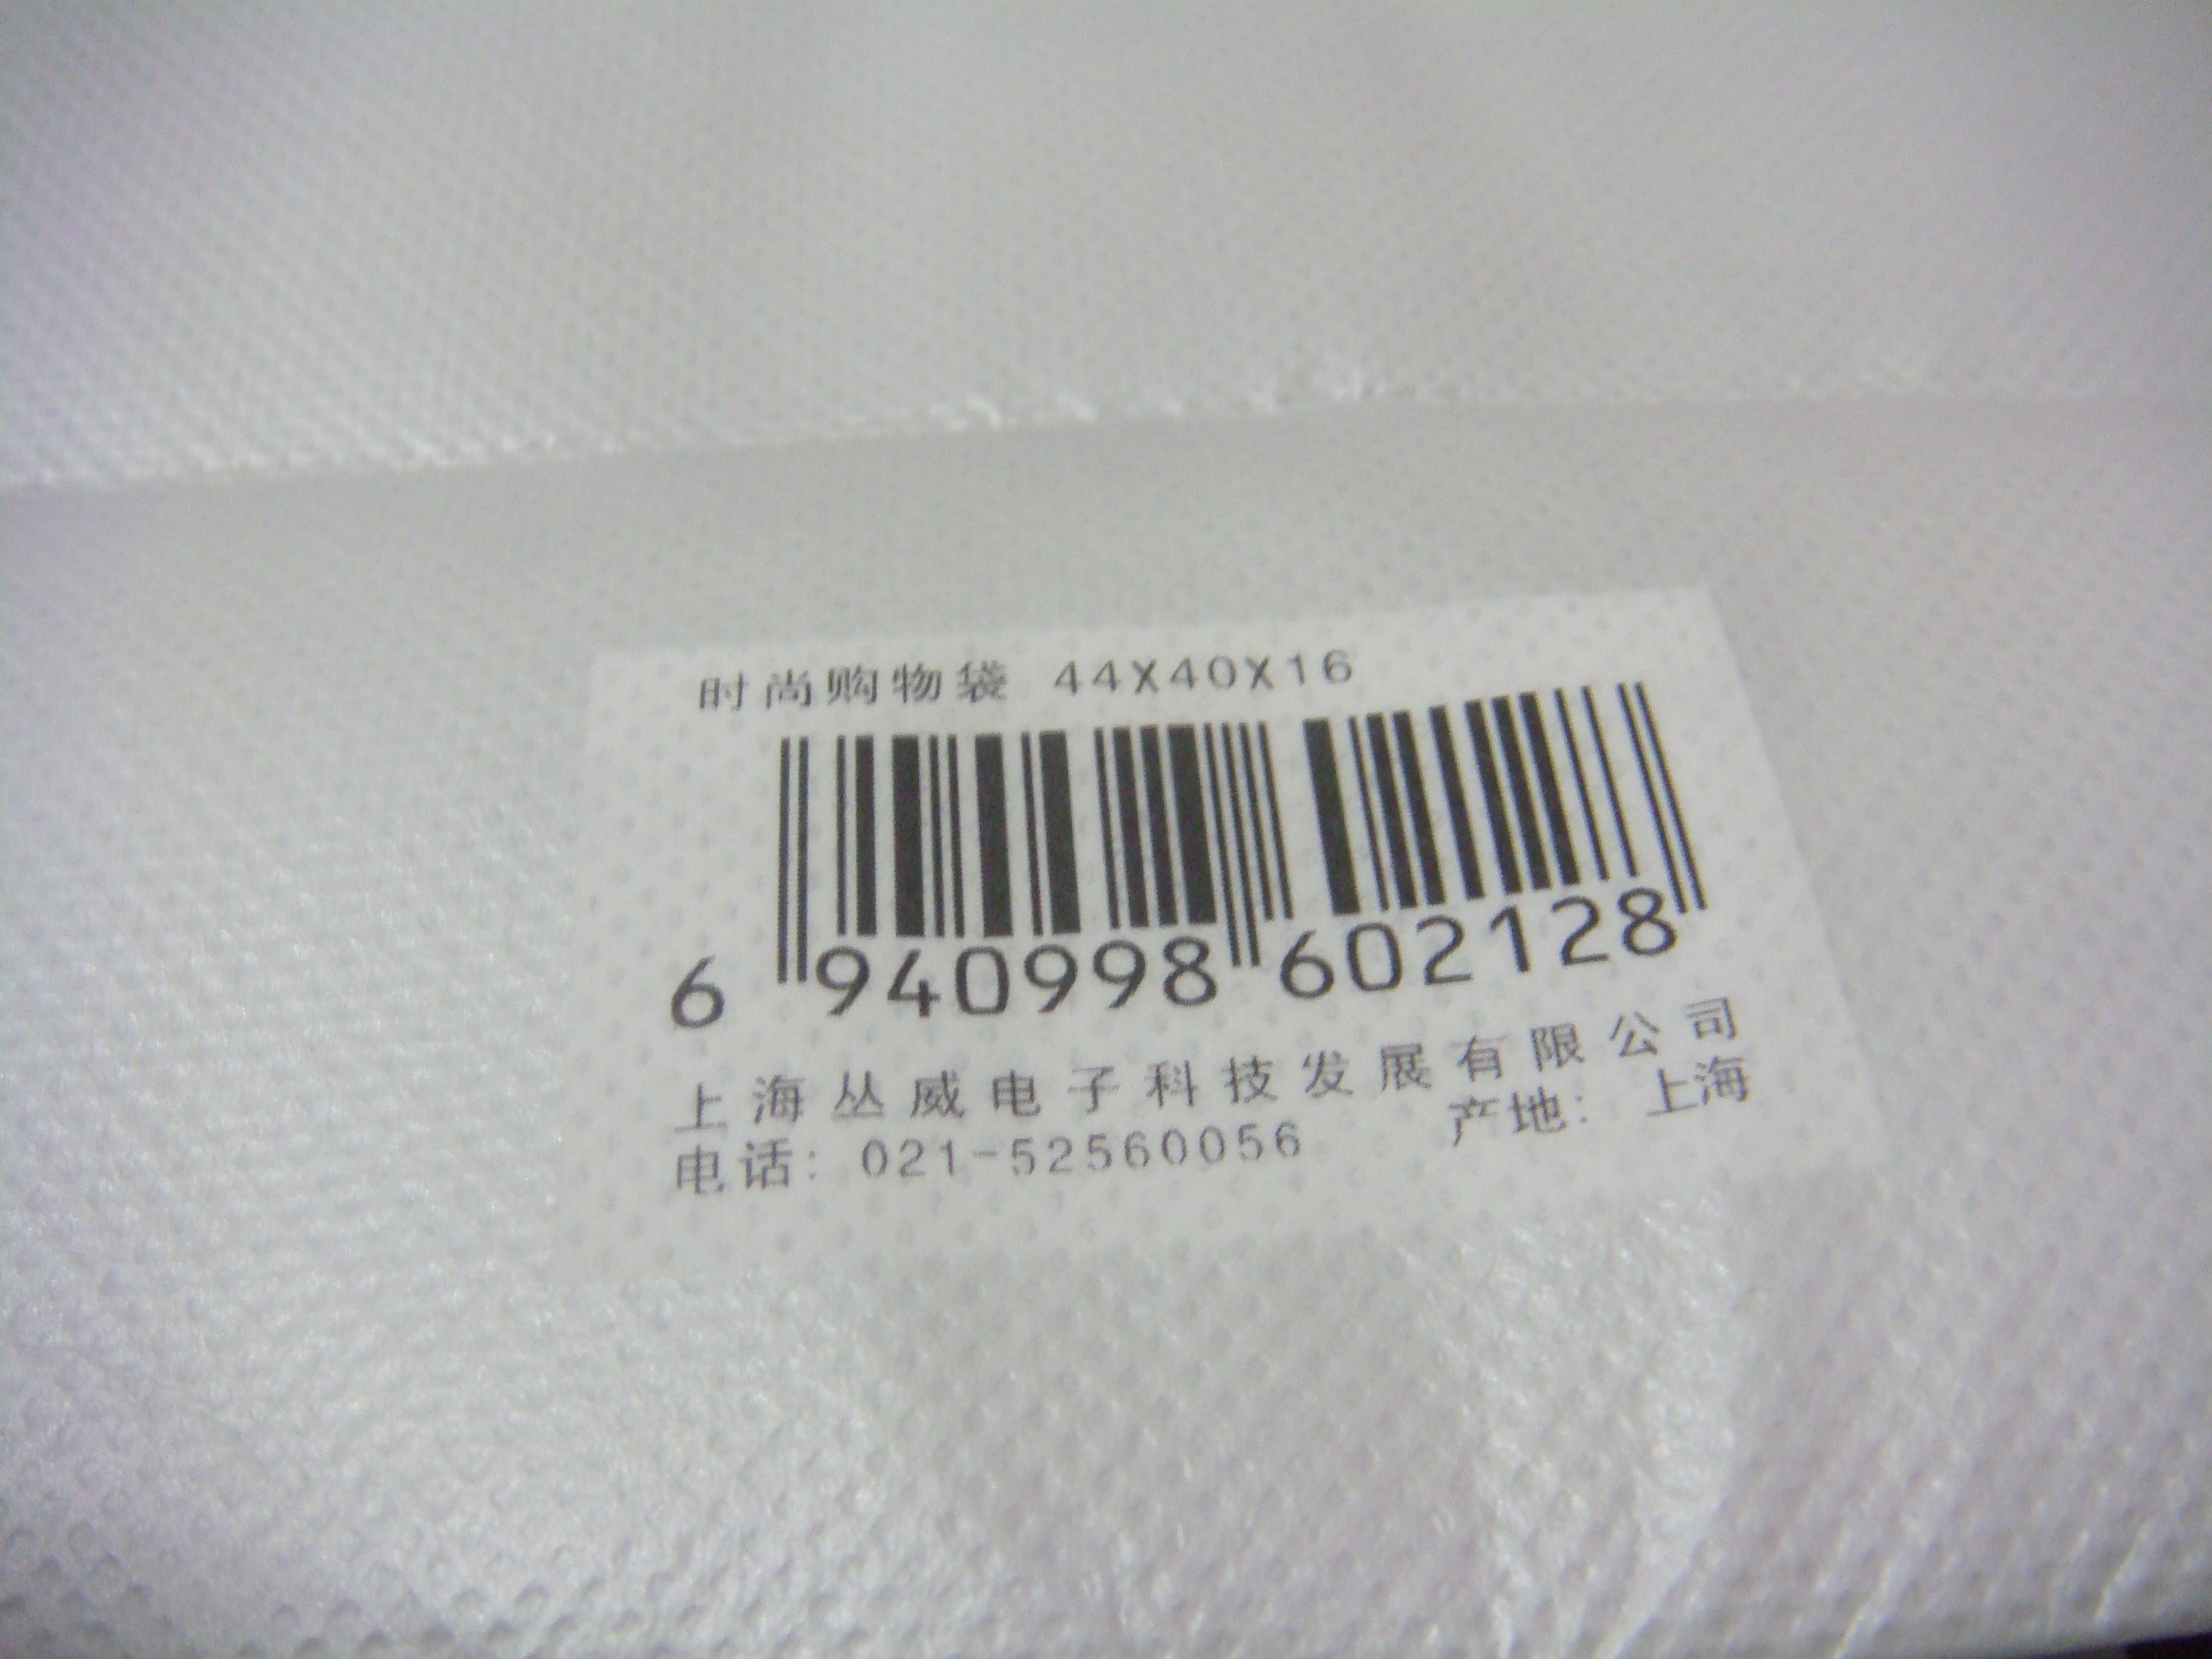 时尚购物袋 44X40X16
6 940998 602128
上海丛威电子科技发展有限公司
电话: 021-52560056 产地: 上海